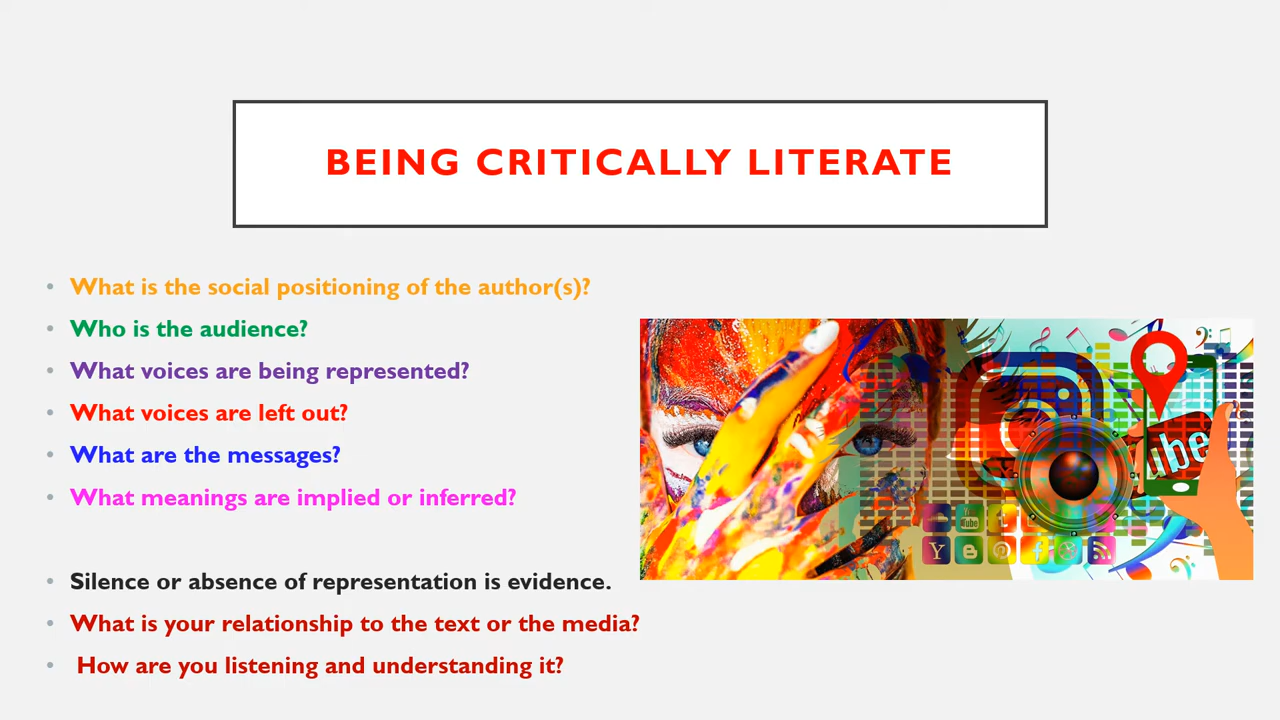 BEING CRITICALLY LITERATE
• What is the social positioning of the author(s)?
• Who is the audience?
• What voices are being represented?
• What voices are left out?
• What are the messages?
• What meanings are implied or inferred?
• Silence or absence of representation is evidence.
• What is your relationship to the text or the media?
• How are you listening and understanding it?
ube